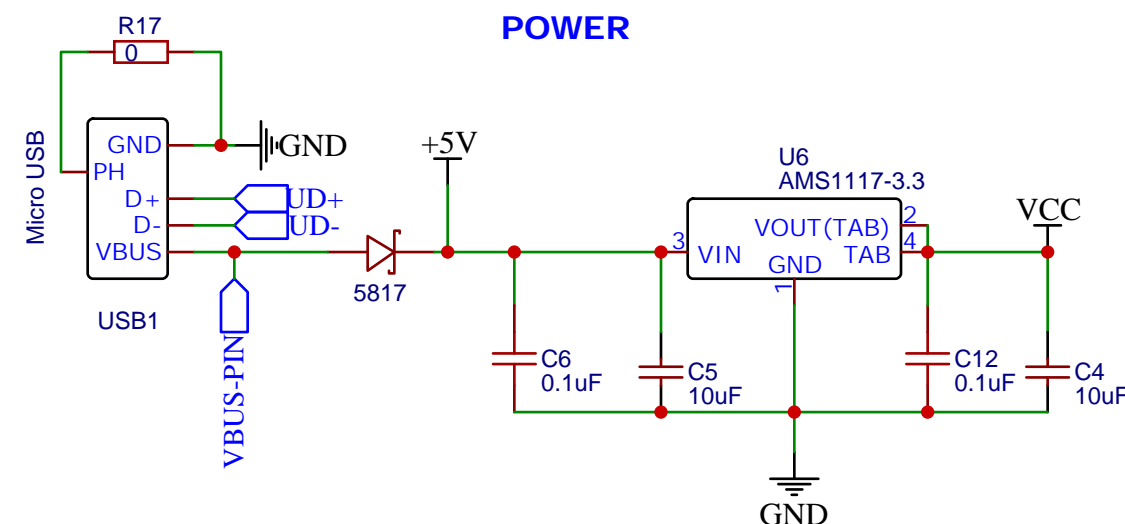 POWER
R17
0
Micro USB
GND
PH
D+
D-
VBUS
USB1
GND
UD+
UD-
VBUS-PIN
5817
+5V
U6
AMS1117-3.3
3
VIN
VOUT(TAB)
2
TAB
4
GND
1
VCC
C6
0.1uF
C5
10uF
C12
0.1uF
C4
10uF
GND